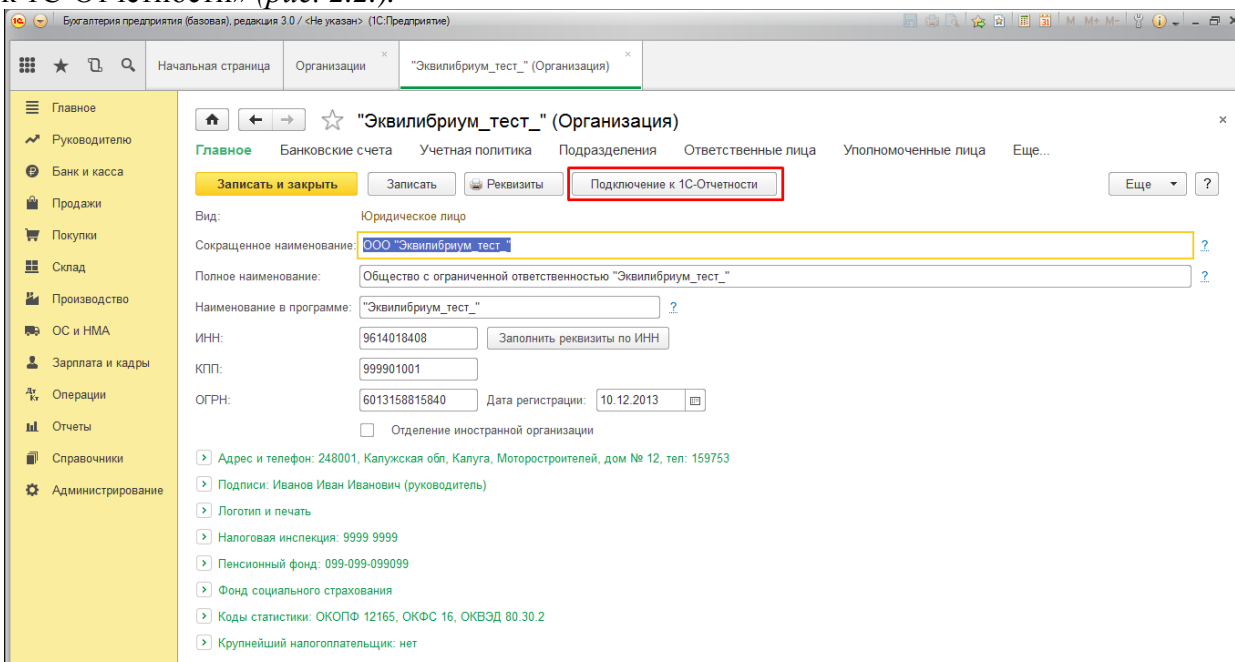 к 1С-Отчетности» (рис. 2.2.).
Бухгалтерия предприятия (базовая), редакция 3.0 / <Не указан> (1С:Предприятие)
M M+ M-
Начальная страница Организации "Эквилибриум_тест_" (Организация)
Главное
Руководителю
Банк и касса
Продажи
Покупки
Склад
Производство
ОС и НМА
Зарплата и кадры
Операции
Отчеты
Справочники
Администрирование
"Эквилибриум_тест_" (Организация)
Главное Банковские счета Учетная политика Подразделения Ответственные лица Уполномоченные лица Еще...
Записать и закрыть Записать Реквизиты Подключение к 1С-Отчетности Еще ?
Вид: Юридическое лицо
Сокращенное наименование: ООО "Эквилибриум_тест_" ?
Полное наименование: Общество с ограниченной ответственностью "Эквилибриум_тест_" ?
Наименование в программе: "Эквилибриум_тест_" ?
ИНН: 9614018408 Заполнить реквизиты по ИНН
КПП: 999901001
ОГРН: 6013158815840 Дата регистрации: 10.12.2013
Отделение иностранной организации
Адрес и телефон: 248001, Калужская обл, Калуга, Моторостроителей, дом № 12, тел: 159753
Подписи: Иванов Иван Иванович (руководитель)
Логотип и печать
Налоговая инспекция: 9999 9999
Пенсионный фонд: 099-099-099099
Фонд социального страхования
Коды статистики: ОКОПФ 12165, ОКФС 16, ОКВЭД 80.30.2
Крупнейший налогоплательщик: нет